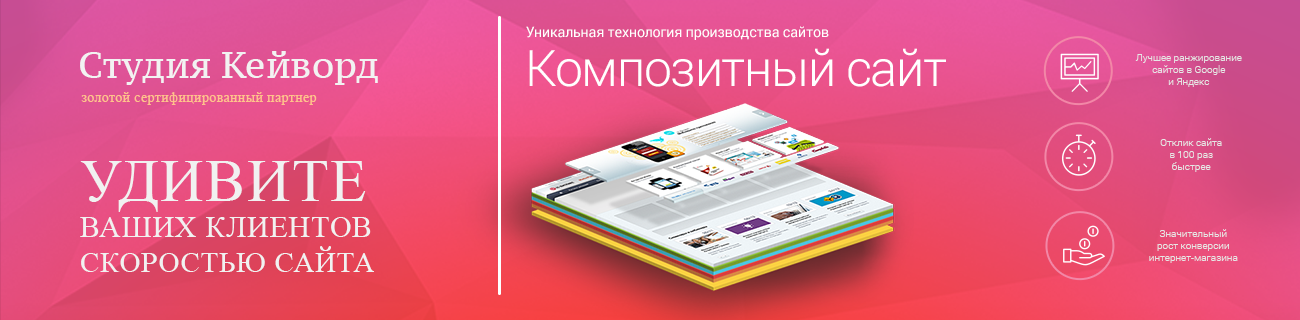 Студия Кейворд
золотой сертифицированный партнер
УДИВИТЕ
ВАШИХ КЛИЕНТОВ
СКОРОСТЬЮ САЙТА
Уникальная технология производства сайтов
Композитный сайт
Лучшее ранжирование
сайтов в Google
и Яндекс
Отклик сайта
в 100 раз
быстрее
Значительный
рост конверсии
интернет-магазина